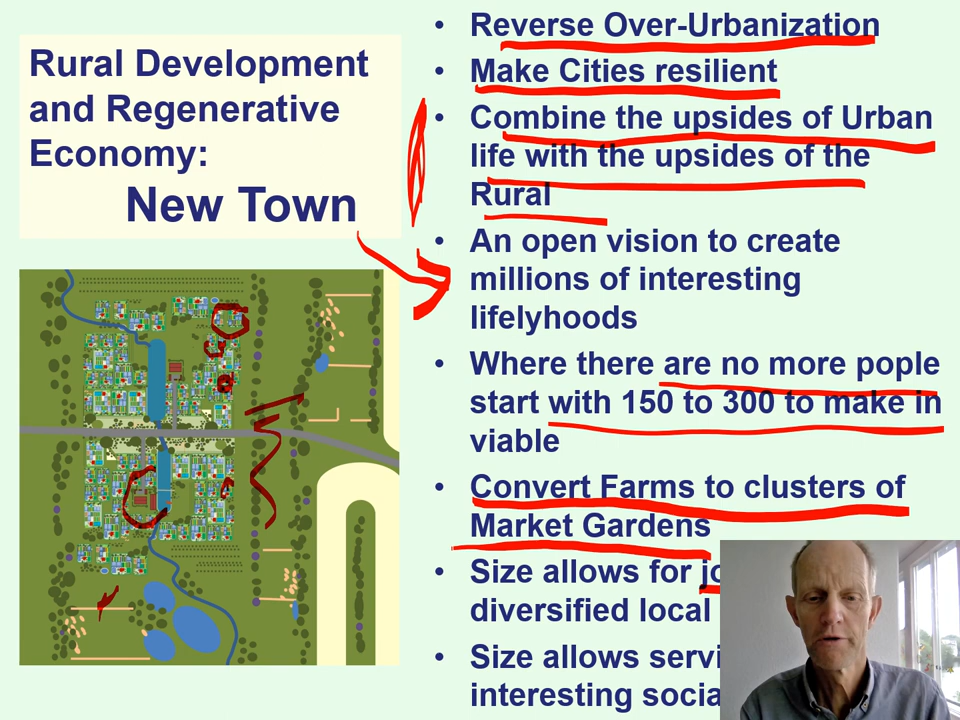 Rural Development
and Regenerative
Economy:
New Town
• Reverse Over-Urbanization
• Make Cities resilient
• Combine the upsides of Urban
life with the upsides of the
Rural
• An open vision to create
millions of interesting
lifelyhoods
• Where there are no more pople
start with 150 to 300 to make in
viable
• Convert Farms to clusters of
Market Gardens
• Size allows for
diversified local
• Size allows
interesting